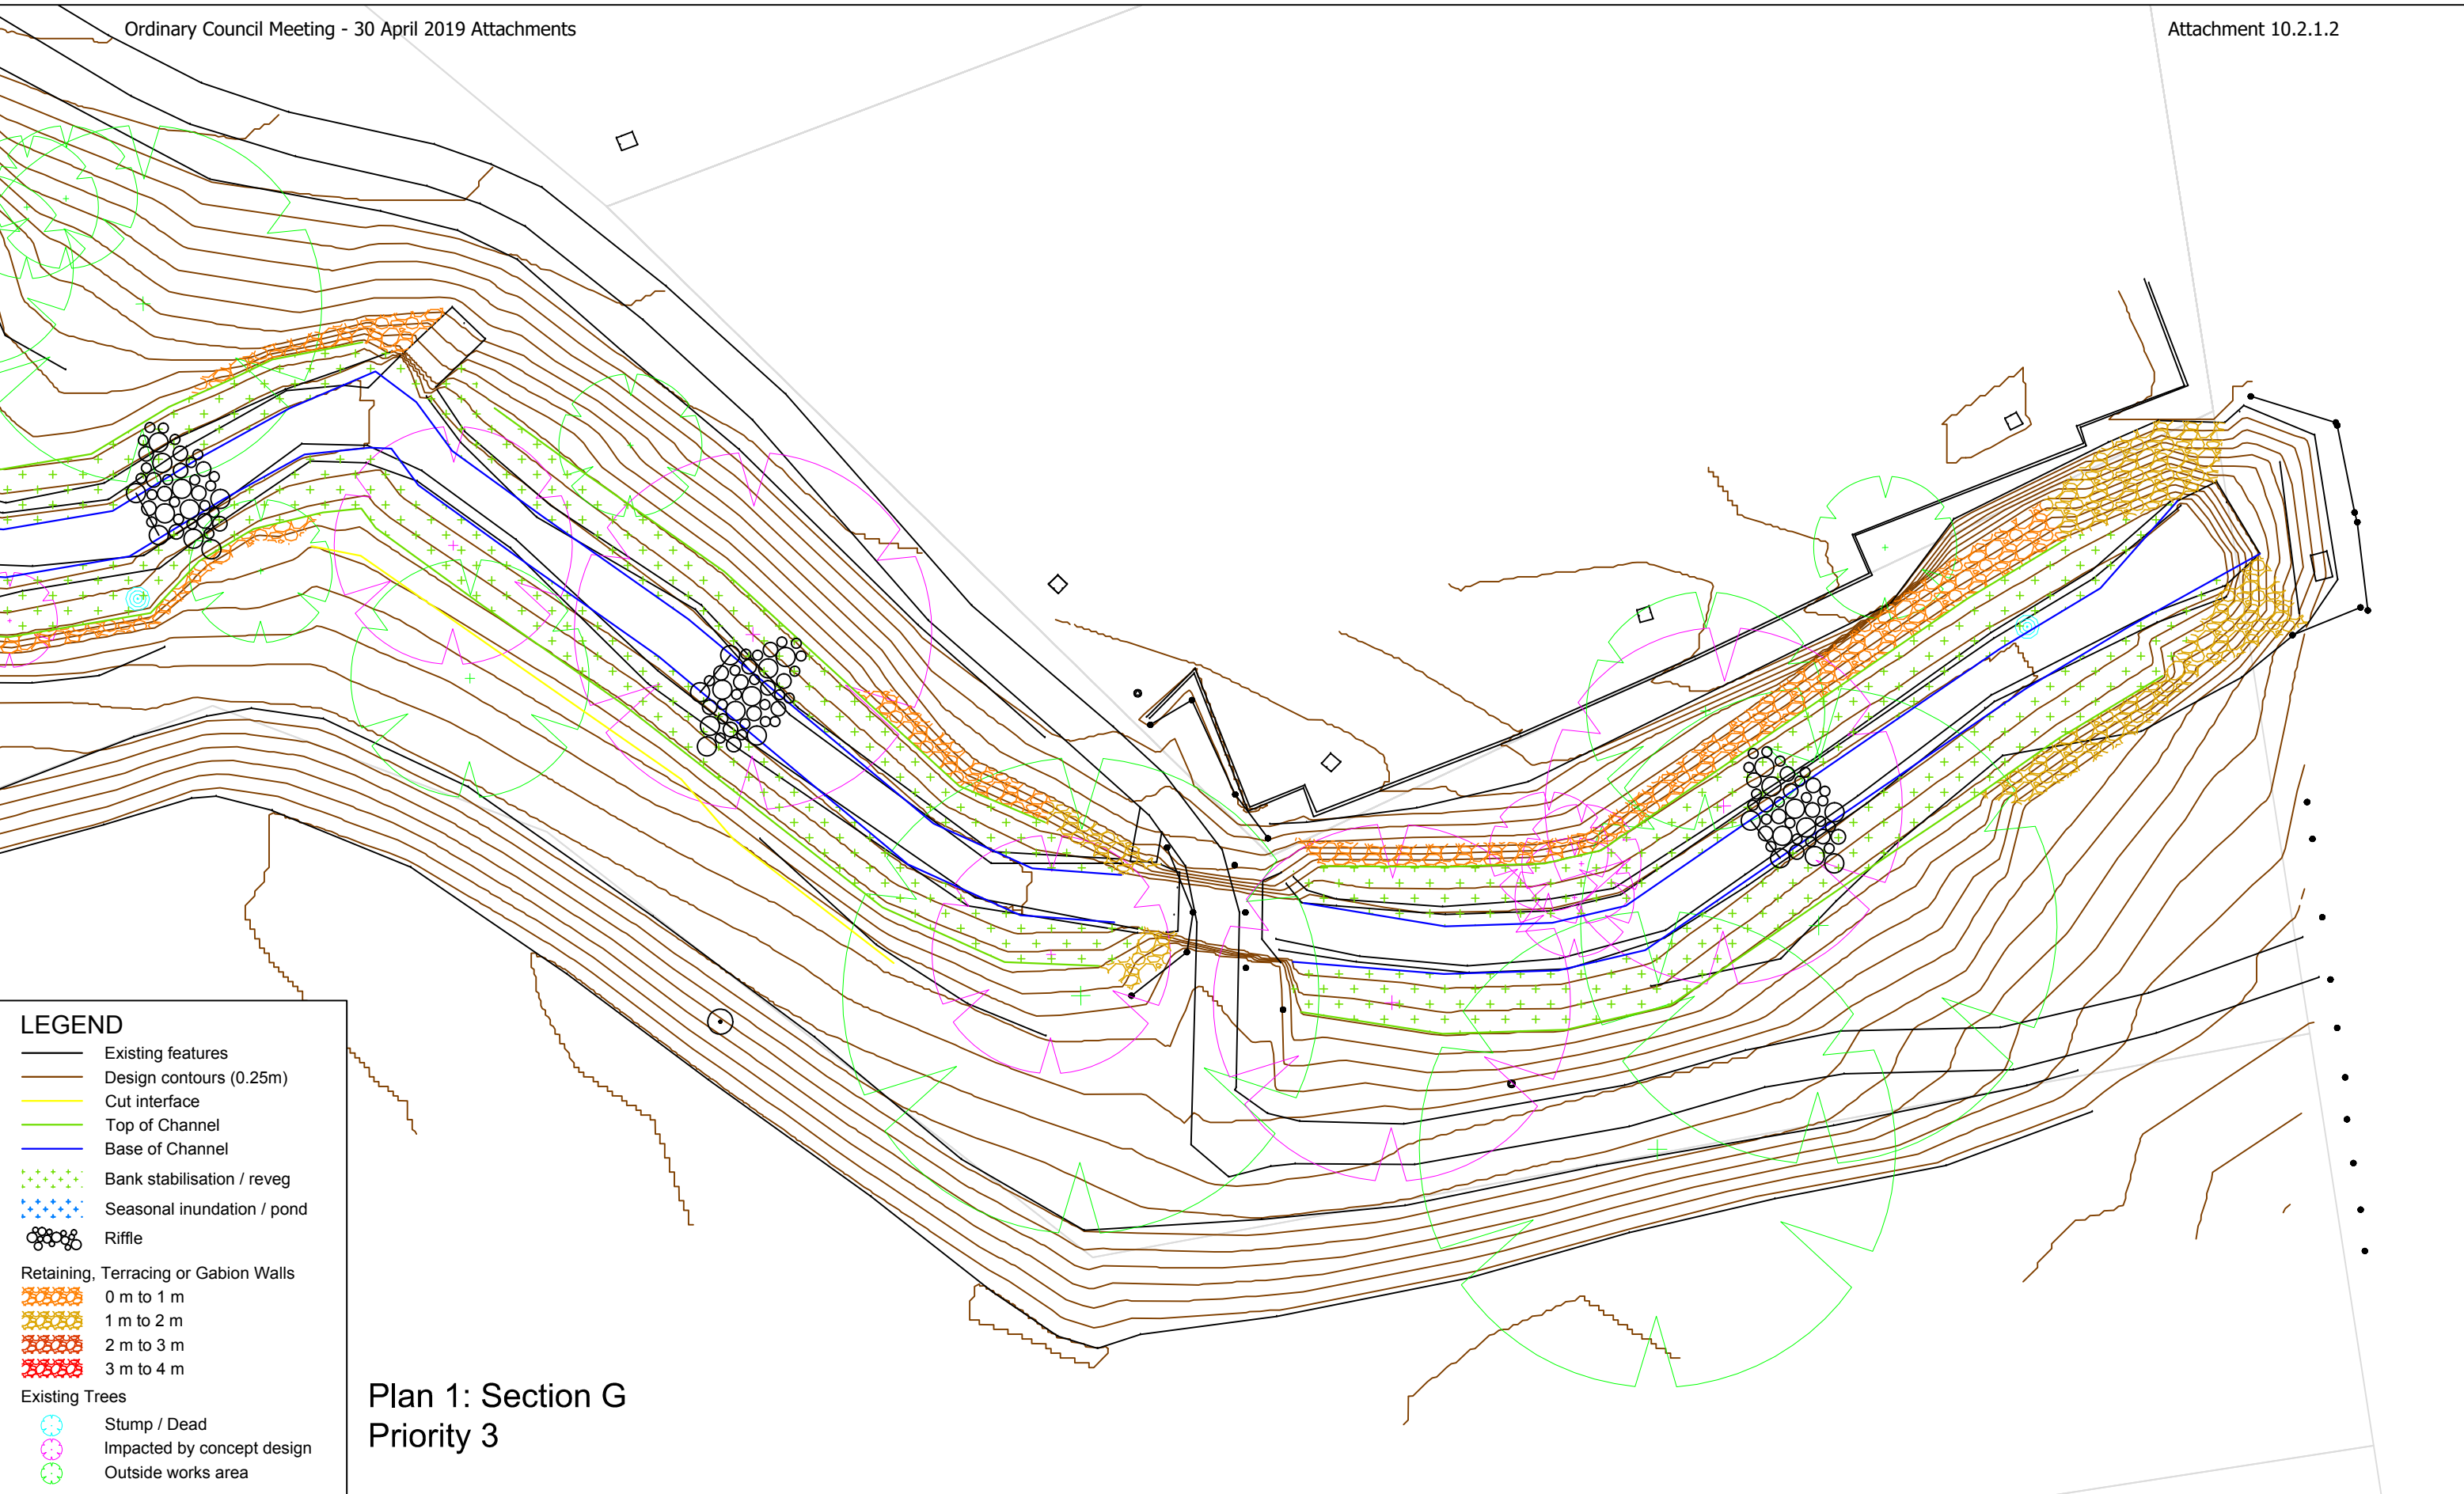 Ordinary Council Meeting - 30 April 2019 Attachments
Attachment 10.2.1.2
LEGEND
Existing features
Design contours (0.25m)
Cut interface
Top of Channel
Base of Channel
Bank stabilisation / reveg
Seasonal inundation / pond
Riffle
Retaining, Terracing or Gabion Walls
0 m to 1 m
1 m to 2 m
2 m to 3 m
3 m to 4 m
Existing Trees
Stump / Dead
Impacted by concept design
Outside works area
Plan 1: Section G
Priority 3